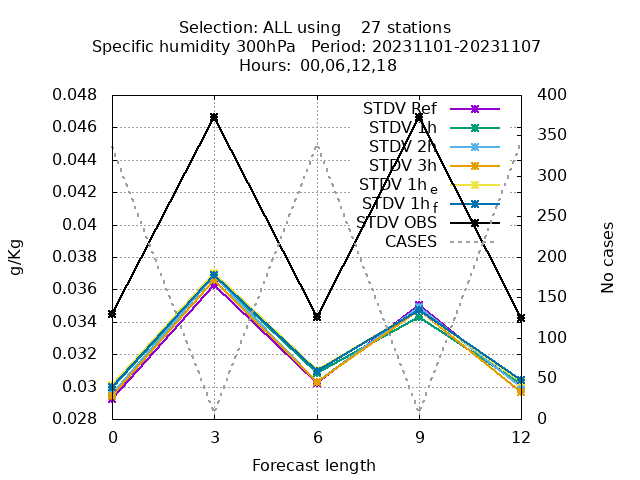 Selection: ALL using    27 stations
Specific humidity 300hPa   Period: 20231101-20231107
Hours: 00,06,12,18
0.048
0.046
0.044
0.042
0.04
0.038
0.036
0.034
0.032
0.03
0.028
400
350
300
250
200
150
100
50
0
STDV Ref
STDV 1h
STDV 2h
STDV 3h
STDV 1h e
STDV 1h f
STDV OBS
CASES
g/Kg
No cases
0 3 6 9 12
Forecast length